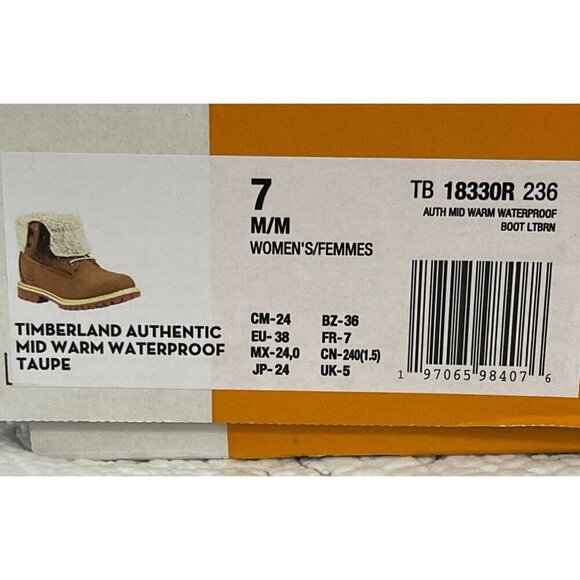 7
M/M
WOMEN'S/FEMMES
TB 18330R 236
AUTH MID WARM WATERPROOF
BOOT LTBRN
TIMBERLAND AUTHENTIC
MID WARM WATERPROOF
TAUPE
CM-24 BZ-36
EU-38 FR-7
MX-24,0 CN-240(1.5)
JP-24 UK-5
1 97065 98407 6